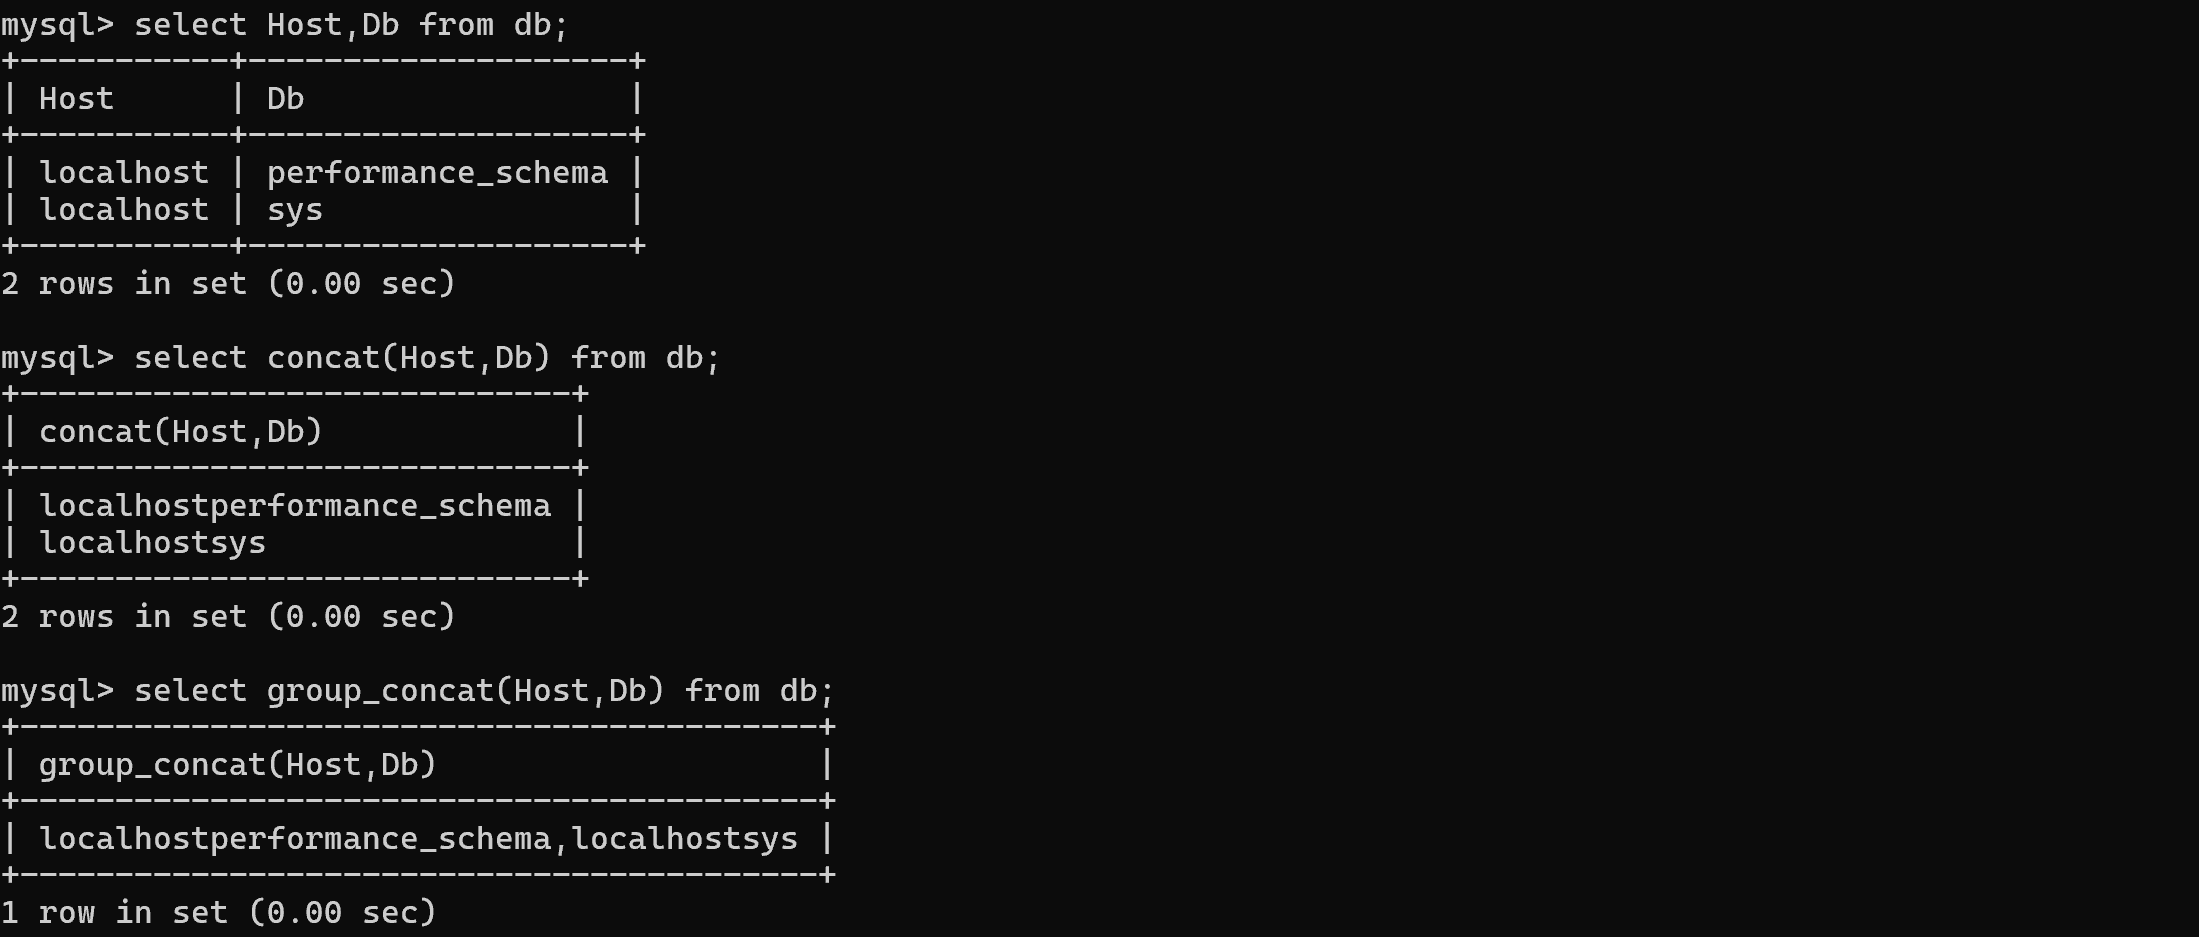 mysql> select Host,Db from db;
+-----------+--------------------+
| Host      | Db                 |
+-----------+--------------------+
| localhost | performance_schema |
| localhost | sys                |
+-----------+--------------------+
2 rows in set (0.00 sec)

mysql> select concat(Host,Db) from db;
+-----------------------------+
| concat(Host,Db)             |
+-----------------------------+
| localhostperformance_schema |
| localhostsys                |
+-----------------------------+
2 rows in set (0.00 sec)

mysql> select group_concat(Host,Db) from db;
+------------------------------------------+
| group_concat(Host,Db)                    |
+------------------------------------------+
| localhostperformance_schema,localhostsys |
+------------------------------------------+
1 row in set (0.00 sec)